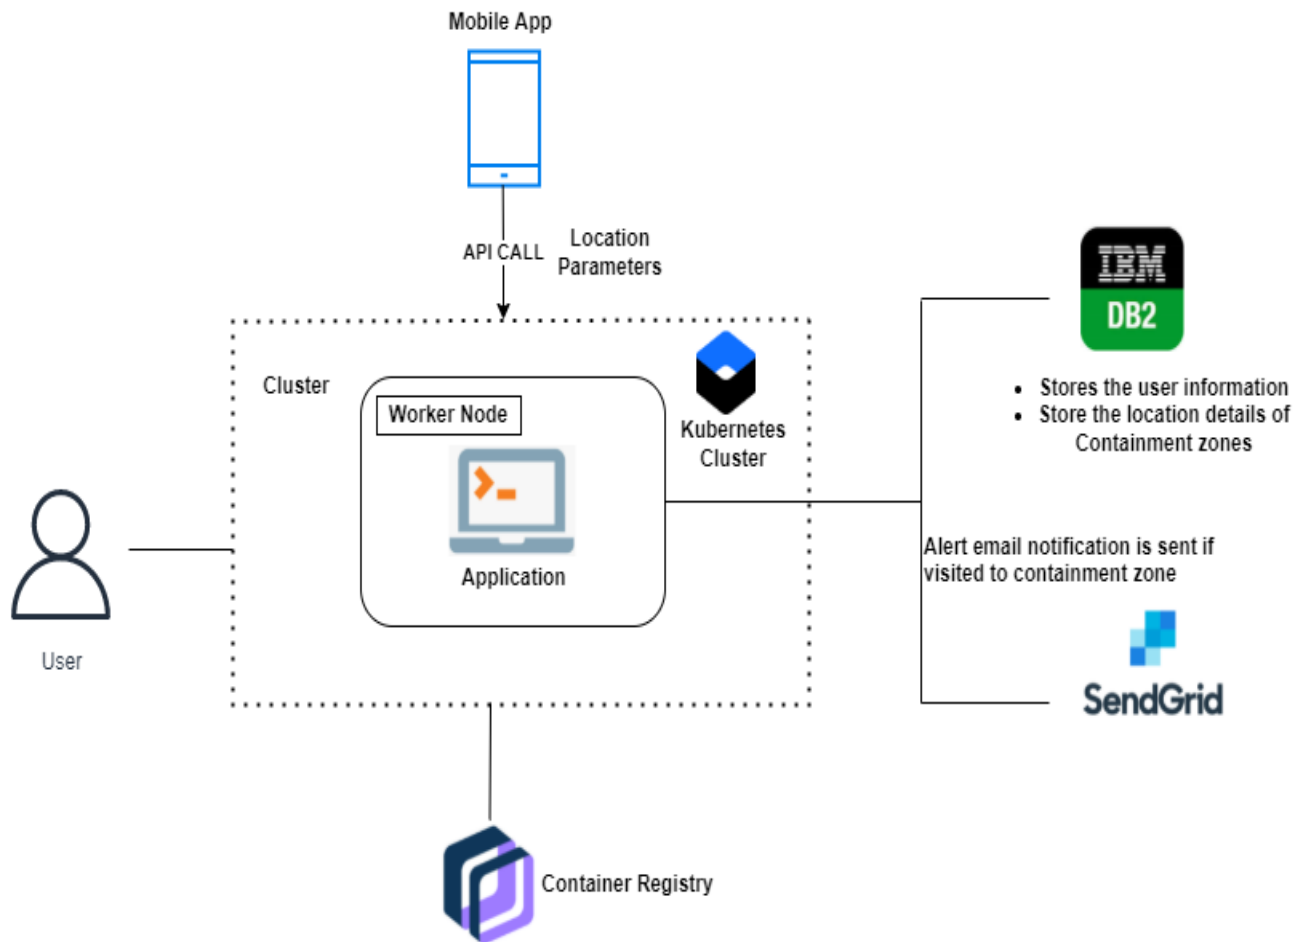 Mobile App
API CALL
Location
Parameters
IBM
DB2
Cluster
Worker Node
Kubernetes
Cluster
Application
• Stores the user information
• Store the location details of
Containment zones
Alert email notification is sent if
visited to containment zone
User
SendGrid
Container Registry